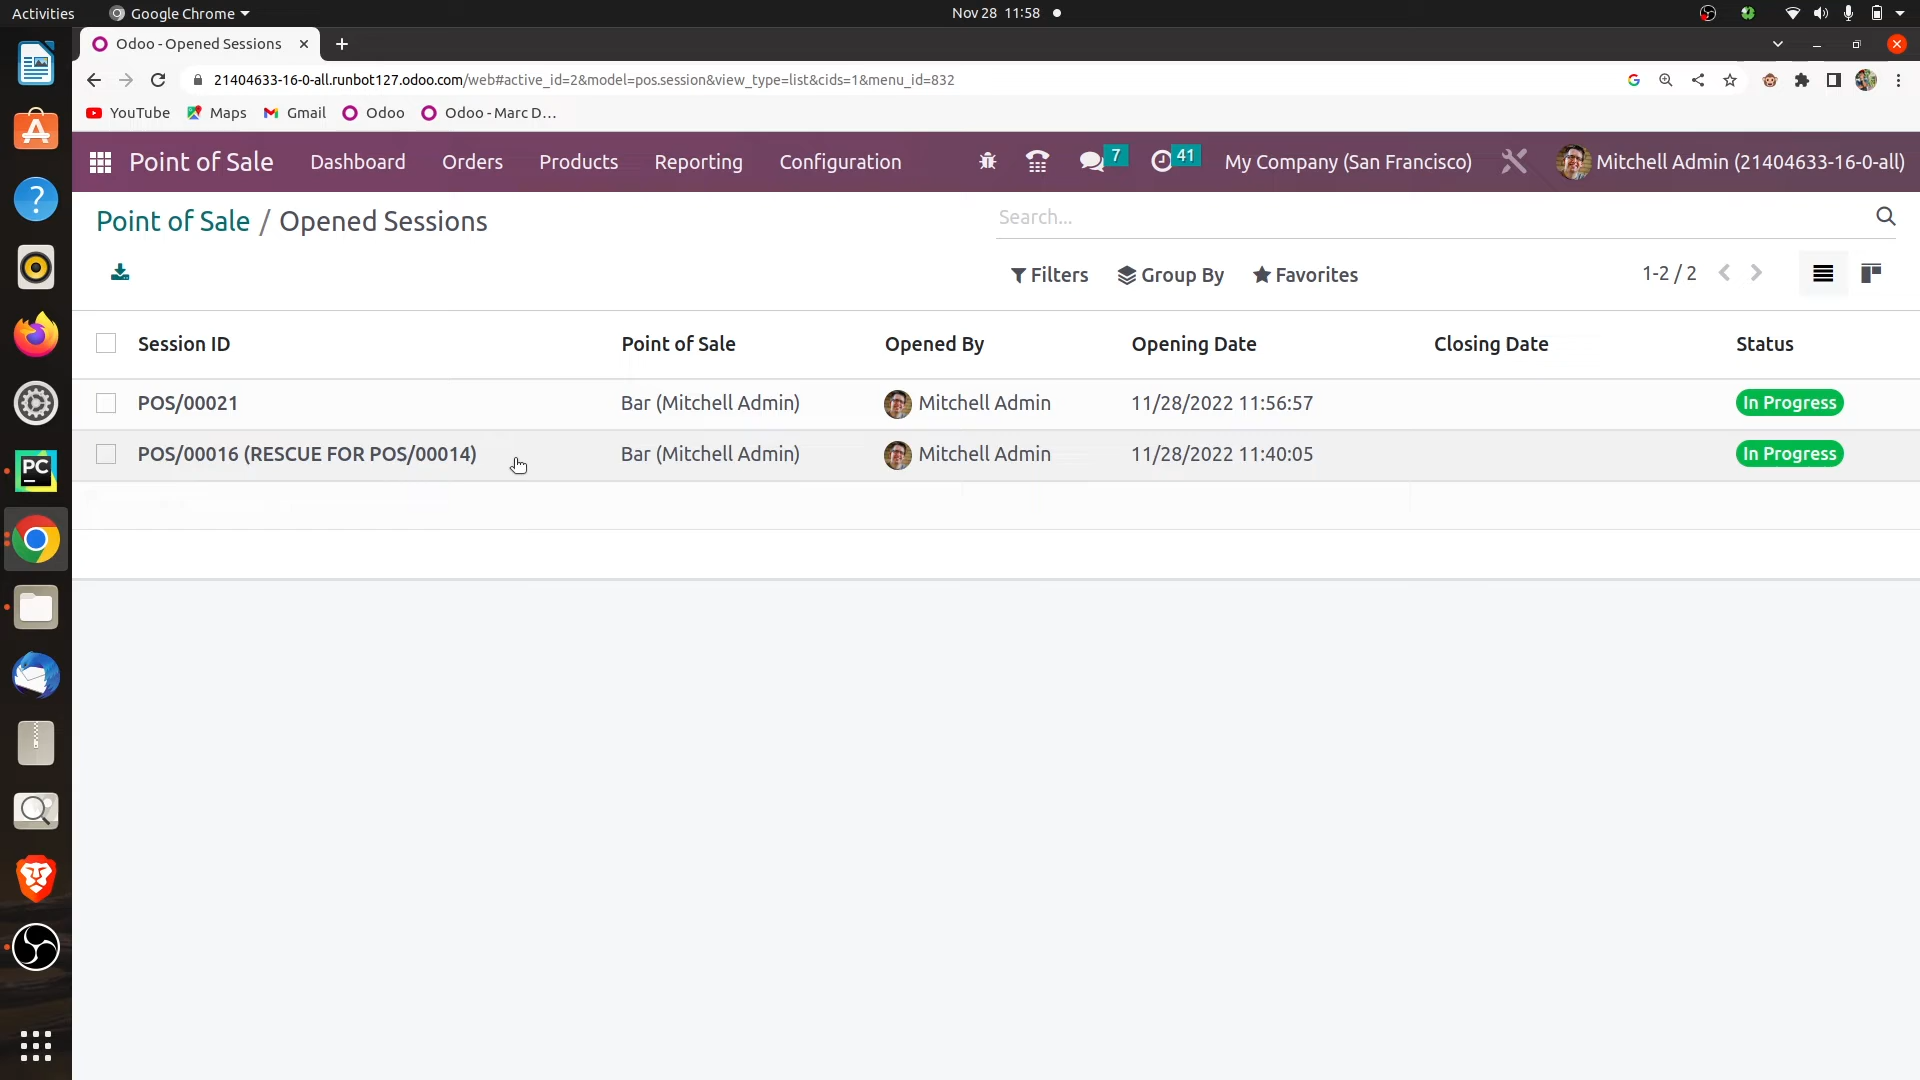 Activities
Google Chrome
Nov 28 11:58
Odoo - Opened Sessions
21404633-16-0-all.runbot127.odoo.com/web#active_id=2&model=pos.session&view_type=list&cids=1&menu_id=832
YouTube
Maps
Gmail
Odoo
Odoo - Marc D...
Point of Sale
Dashboard
Orders
Products
Reporting
Configuration
7
41
My Company (San Francisco)
Mitchell Admin (21404633-16-0-all)
Point of Sale / Opened Sessions
Search...
Filters
Group By
Favorites
1-2 / 2
Session ID Point of Sale Opened By Opening Date Closing Date Status
POS/00021 Bar (Mitchell Admin) Mitchell Admin 11/28/2022 11:56:57 In Progress
POS/00016 (RESCUE FOR POS/00014) Bar (Mitchell Admin) Mitchell Admin 11/28/2022 11:40:05 In Progress
PC